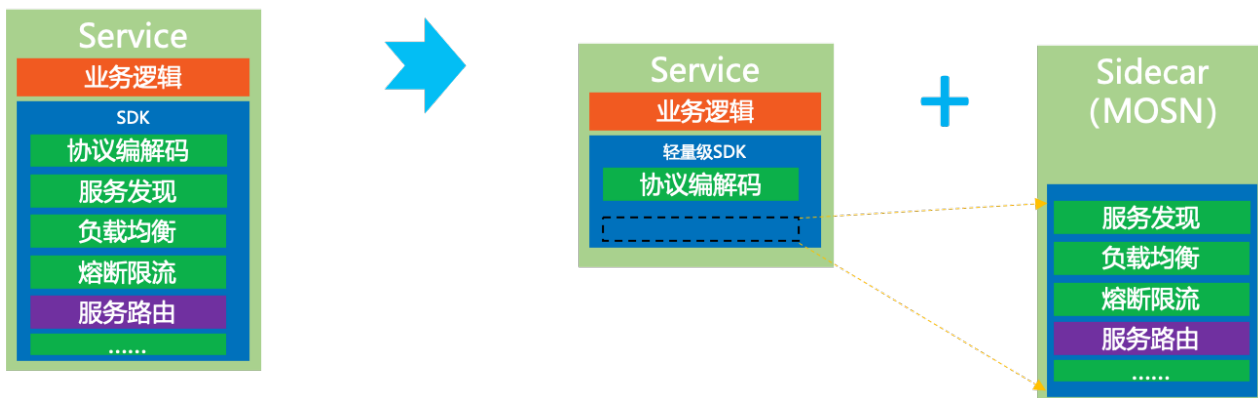 Service
业务逻辑
SDK
协议编解码
服务发现
负载均衡
熔断限流
服务路由
……
Service
业务逻辑
轻量级SDK
协议编解码
Sidecar
(MOSN)
服务发现
负载均衡
熔断限流
服务路由
……